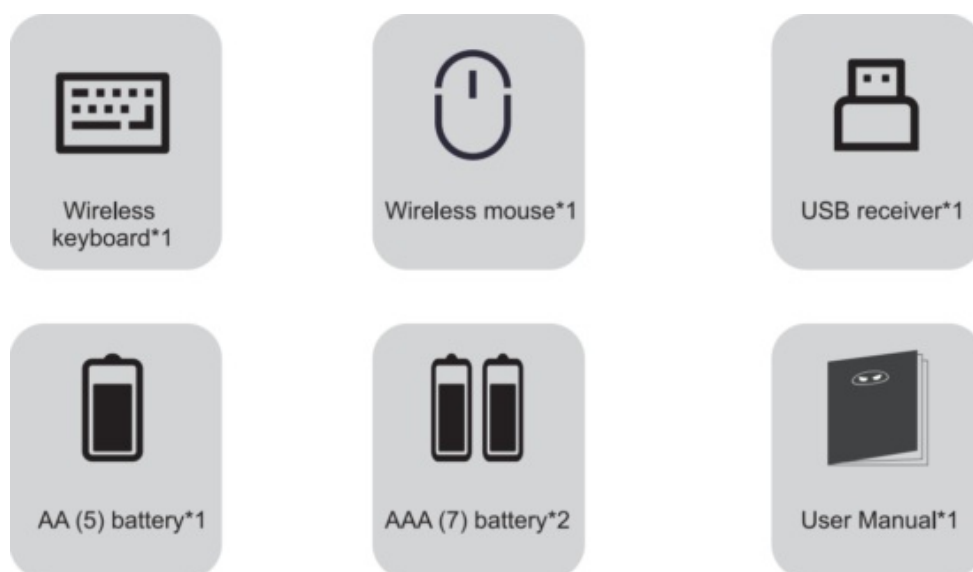 Wireless
keyboard*1
Wireless mouse*1
USB receiver*1
AA (5) battery*1
AAA (7) battery*2
User Manual*1